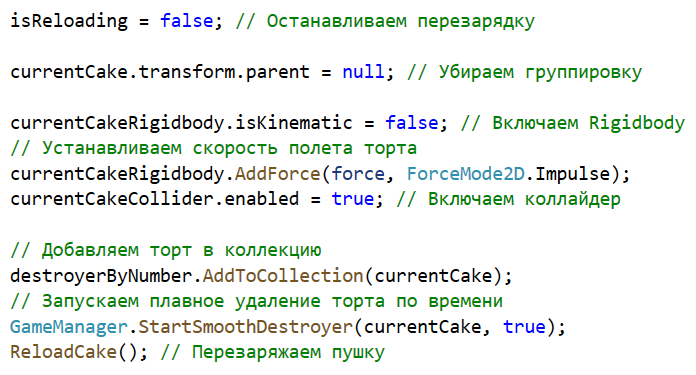 isReloading = false; // Останавливаем перезарядку
currentCake.transform.parent = null; // Убираем группировку
currentCakeRigidbody.isKinematic = false; // Включаем Rigidbody
// Устанавливаем скорость полета торта
currentCakeRigidbody.AddForce(force, ForceMode2D.Impulse);
currentCakeCollider.enabled = true; // Включаем коллайдер
// Добавляем торт в коллекцию
destroyerByNumber.AddToCollection(currentCake);
// Запускаем плавное удаление торта по времени
GameManager.StartSmoothDestroyer(currentCake, true);
ReloadCake(); // Перезаряжаем пушку